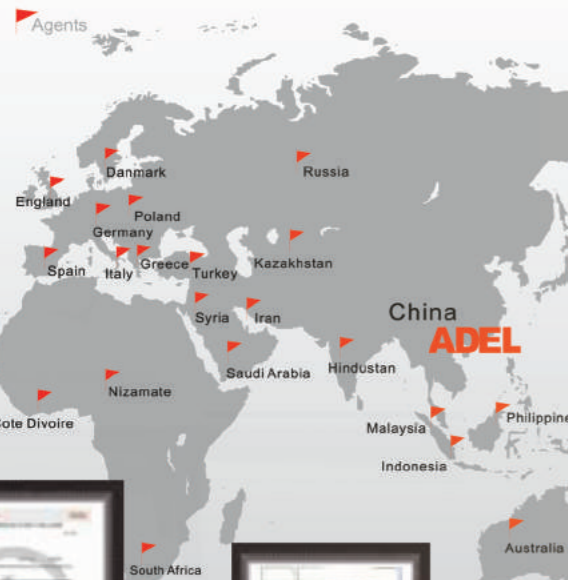 Agents
Danmark
Russia
England
Poland
Germany
Spain
Italy
Greece
Turkey
Kazakhstan
Syria
Iran
China
ADEL
Saudi Arabia
Hindustan
Nizamate
Cote Divoire
Philippine
Malaysia
Indonesia
Australia
South Africa